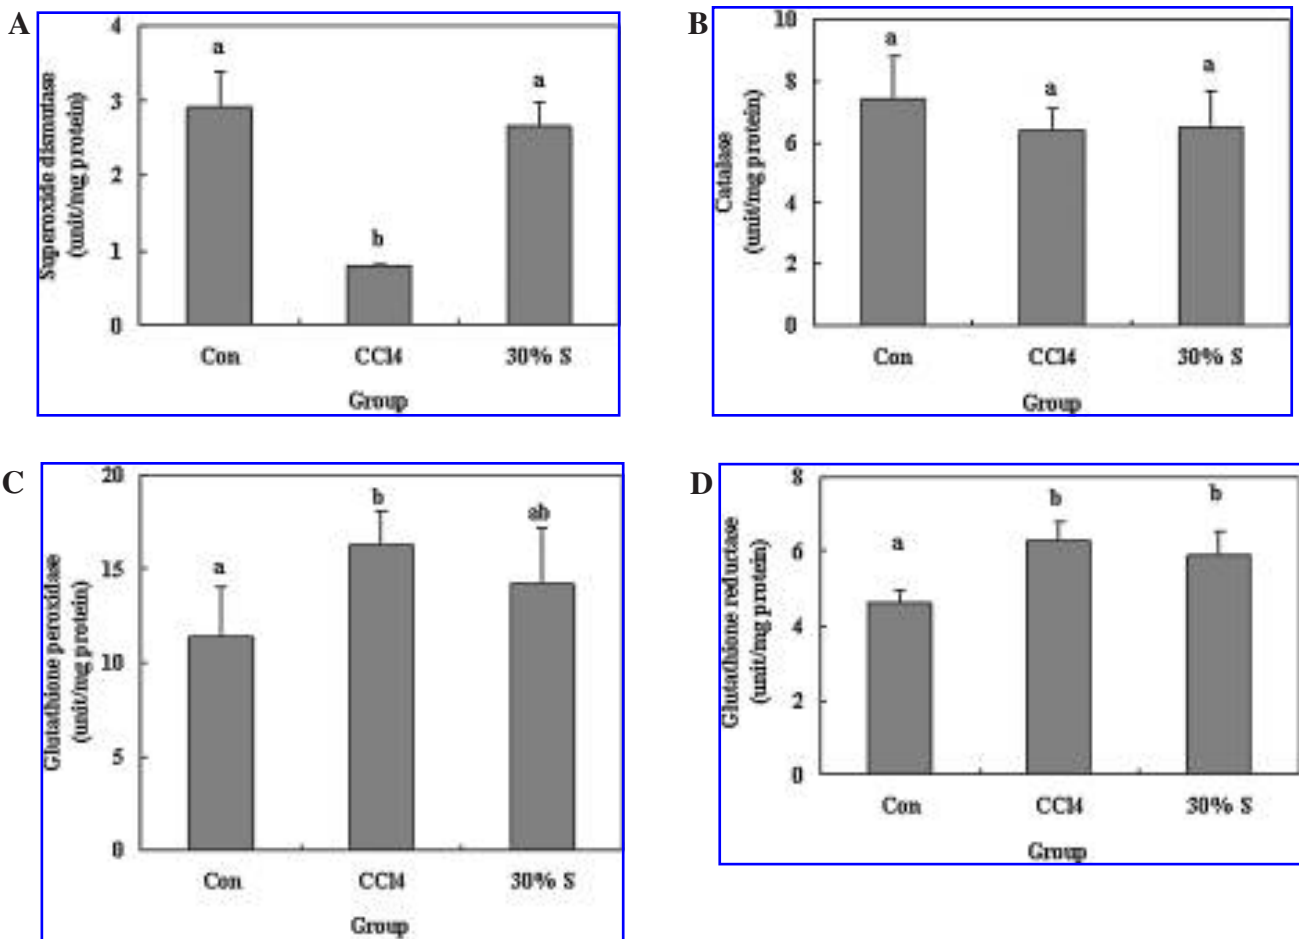 A
Superoxide dismutase
(unit/mg protein)
4
3
2
1
0
a
b
a
Con CCl4 30% S
Group
B
Catalase
(unit/mg protein)
10
8
6
4
2
0
a
a
a
Con CCl4 30% S
Group
C
Glutathione peroxidase
(unit/mg protein)
20
15
10
5
0
a
b
ab
Con CCl4 30% S
Group
D
Glutathione reductase
(unit/mg protein)
8
6
4
2
0
a
b
b
Con CCl4 30% S
Group